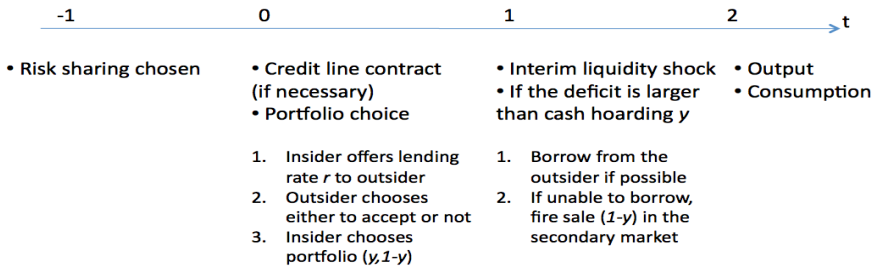 -1 0 1 2
t
• Risk sharing chosen
• Credit line contract
(if necessary)
• Portfolio choice
1. Insider offers lending
rate r to outsider
2. Outsider chooses
either to accept or not
3. Insider chooses
portfolio (y,1-y)
• Interim liquidity shock
• If the deficit is larger
than cash hoarding y
1. Borrow from the
outsider if possible
2. If unable to borrow,
fire sale (1-y) in the
secondary market
• Output
• Consumption